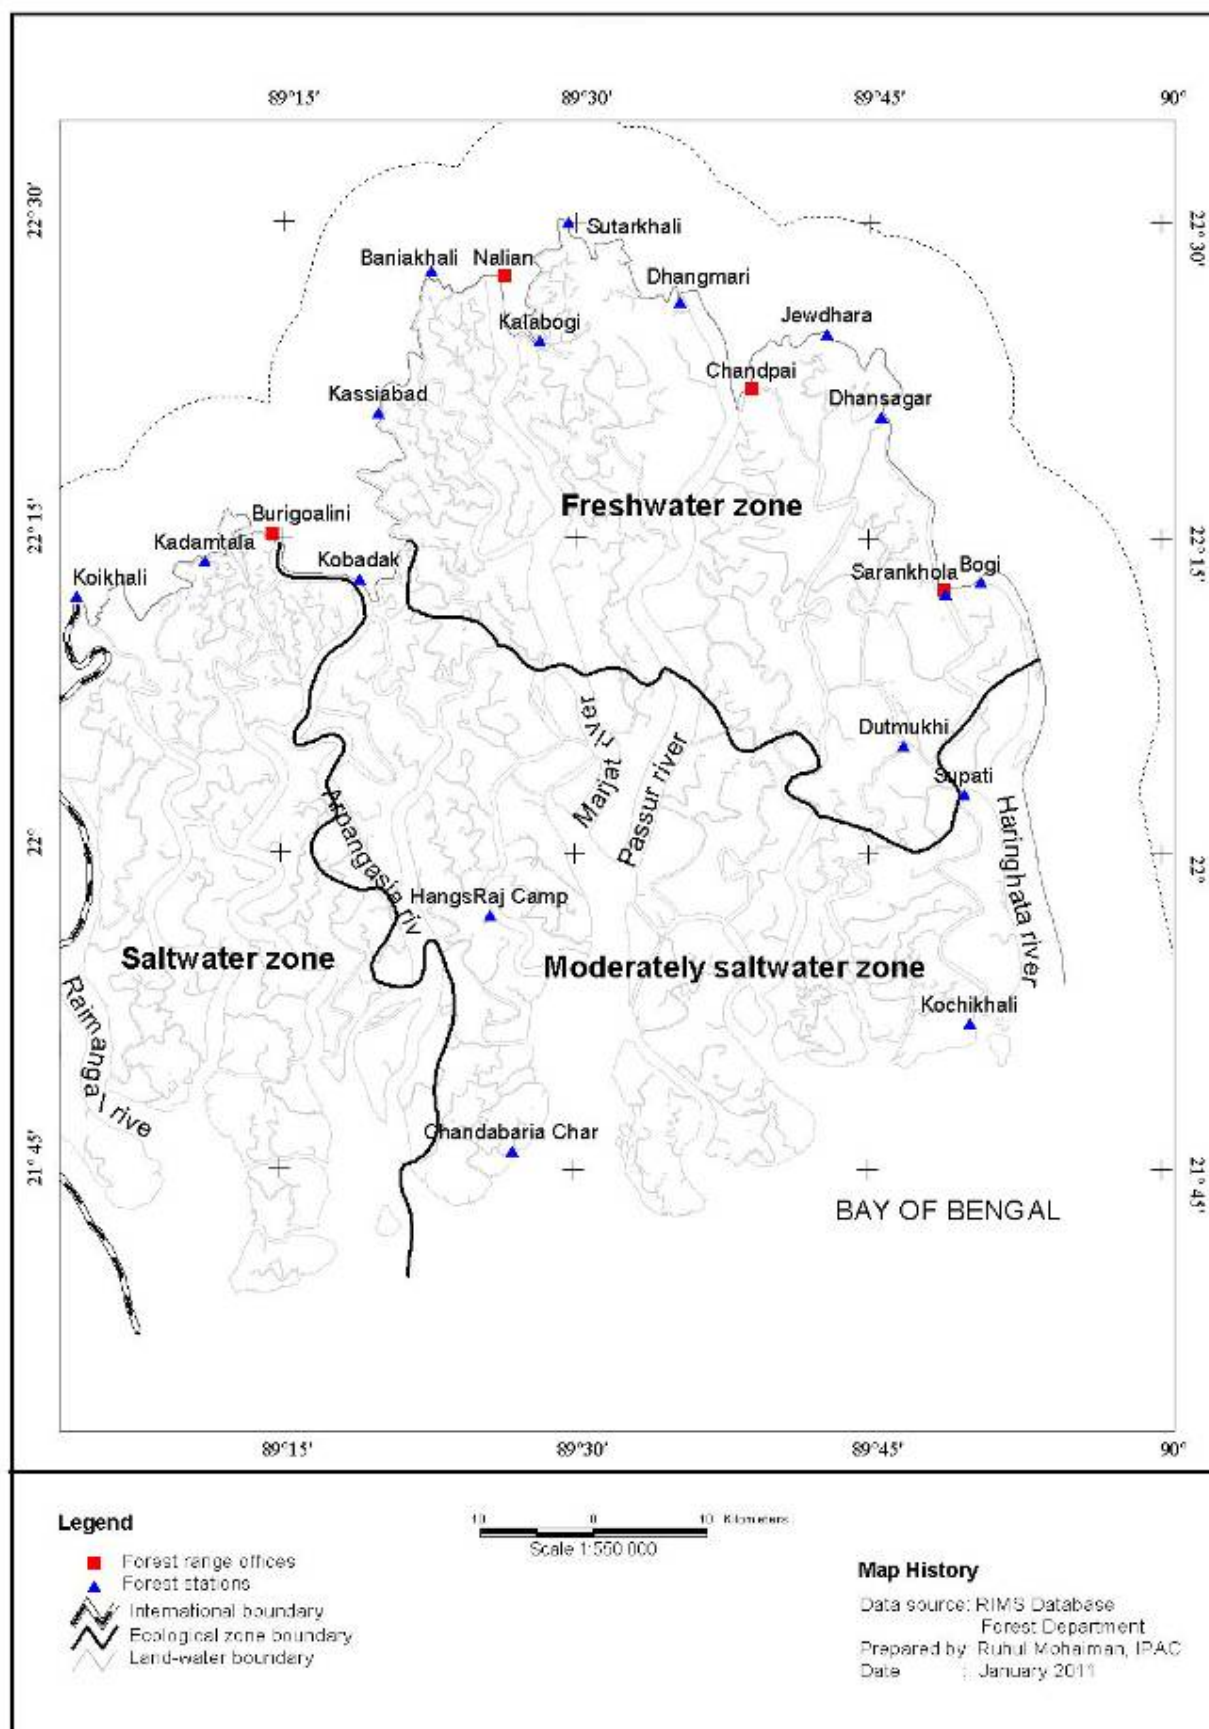 89°15' 89°30' 89°45' 90°
22°30' 22°30'
Sutarkhali
Baniakhali Nalian
Dhangmari
Kalabogi Jewdhara
Chandpai
Kassiabad Dhansagar
Freshwater zone
22°15' Burigoalini 22°15'
Kadamtala Kobadak
Koikhali Sarankhola Bogi
Marjat river
Dutmukhi
Passur river
Supati
Arpangasia riv
Haringhata river
22° 22°
HangsRaj Camp
Saltwater zone Moderately saltwater zone
Raimangal rive
Kochikhali
Chandabaria Char
21°45' 21°45'
BAY OF BENGAL
89°15' 89°30' 89°45' 90°
Legend
Forest range offices
Forest stations
International boundary
Ecological zone boundary
Land-water boundary
10 0 10 Kilometers
Scale 1:550 000
Map History
Data source: RIMS Database
Forest Department
Prepared by: Ruhul Mohaiman, IPAC
Date : January 2011